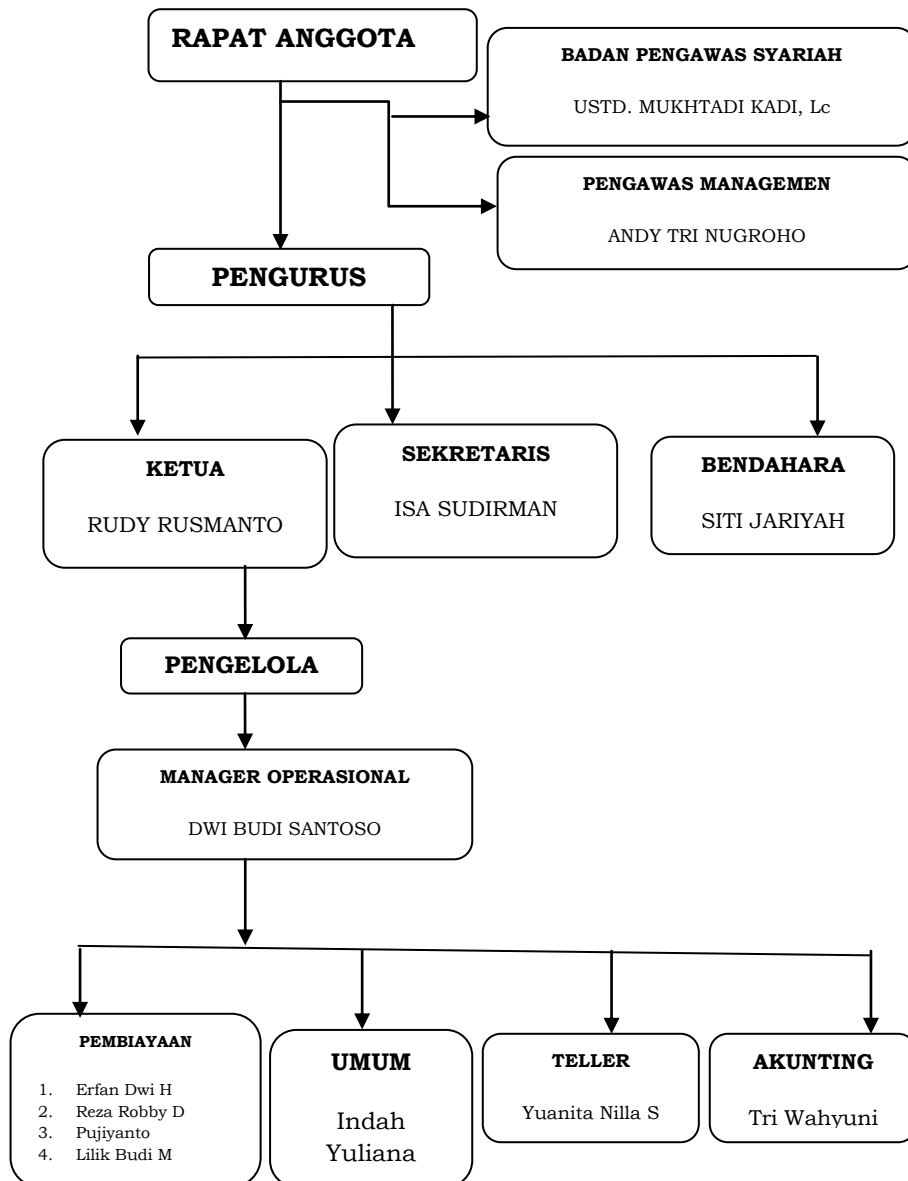 RAPAT ANGGOTA
BADAN PENGAWAS SYARIAH
USTD. MUKHTADI KADI, Lc
PENGAWAS MANAGEMEN
ANDY TRI NUGROHO
PENGURUS
KETUA
RUDY RUSMANTO
SEKRETARIS
ISA SUDIRMAN
BENDAHARA
SITI JARIYAH
PENGELOLA
MANAGER OPERASIONAL
DWI BUDI SANTOSO
PEMBIAYAAN
1. Erfan Dwi H
2. Reza Robby D
3. Pujiyanto
4. Lilik Budi M
UMUM
Indah
Yuliana
TELLER
Yuanita Nilla S
AKUNTING
Tri Wahyuni